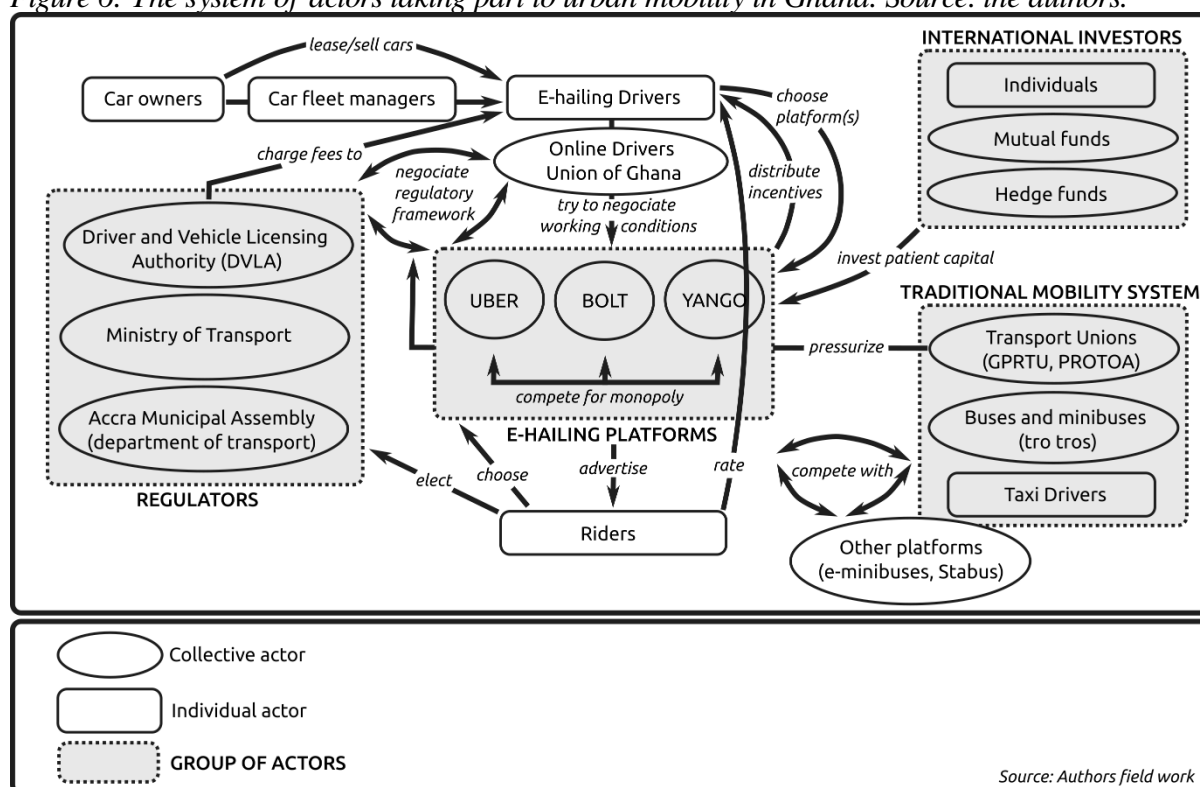 Figure 6. The system of actors taking part to urban mobility in Ghana. Source: the authors.
INTERNATIONAL INVESTORS
lease/sell cars
Car owners
Car fleet managers
E-hailing Drivers
choose
platform(s)
Individuals
Mutual funds
Hedge funds
charge fees to
negotiate
regulatory
framework
Online Drivers
Union of Ghana
distribute
incentives
try to negotiate
working conditions
Driver and Vehicle Licensing
Authority (DVLA)
Ministry of Transport
Accra Municipal Assembly
(department of transport)
REGULATORS
UBER
BOLT
YANGO
compete for monopoly
E-HAILING PLATFORMS
invest patient capital
TRADITIONAL MOBILITY SYSTEM
pressurize
Transport Unions
(GPRTU, PROTOA)
Buses and minibuses
(tro tros)
Taxi Drivers
elect
choose
advertise
rate
compete with
Riders
Other platforms
(e-minibuses, Stabus)
Collective actor
Individual actor
GROUP OF ACTORS
Source: Authors field work